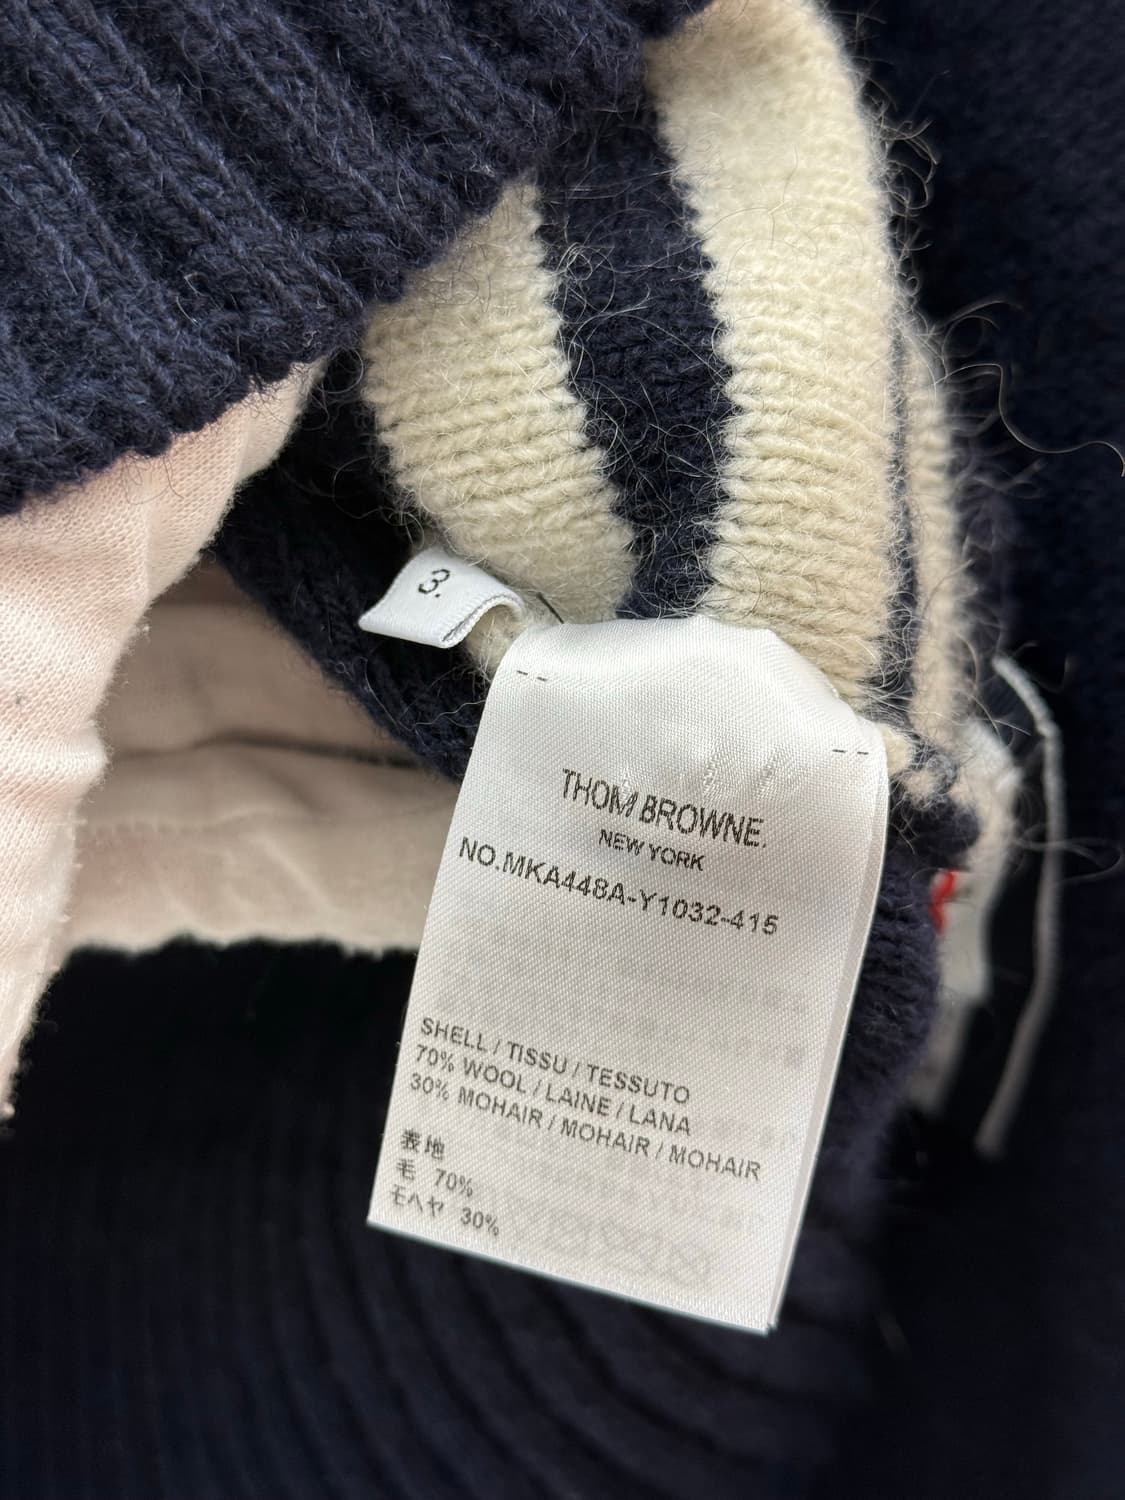 3.
THOM BROWNE.
NEW YORK
NO.MKA448A-Y1032-415
SHELL / TISSU / TESSUTO
70% WOOL / LAINE / LANA
30% MOHAIR / MOHAIR / MOHAIR
表地
毛 70%
モヘヤ 30%